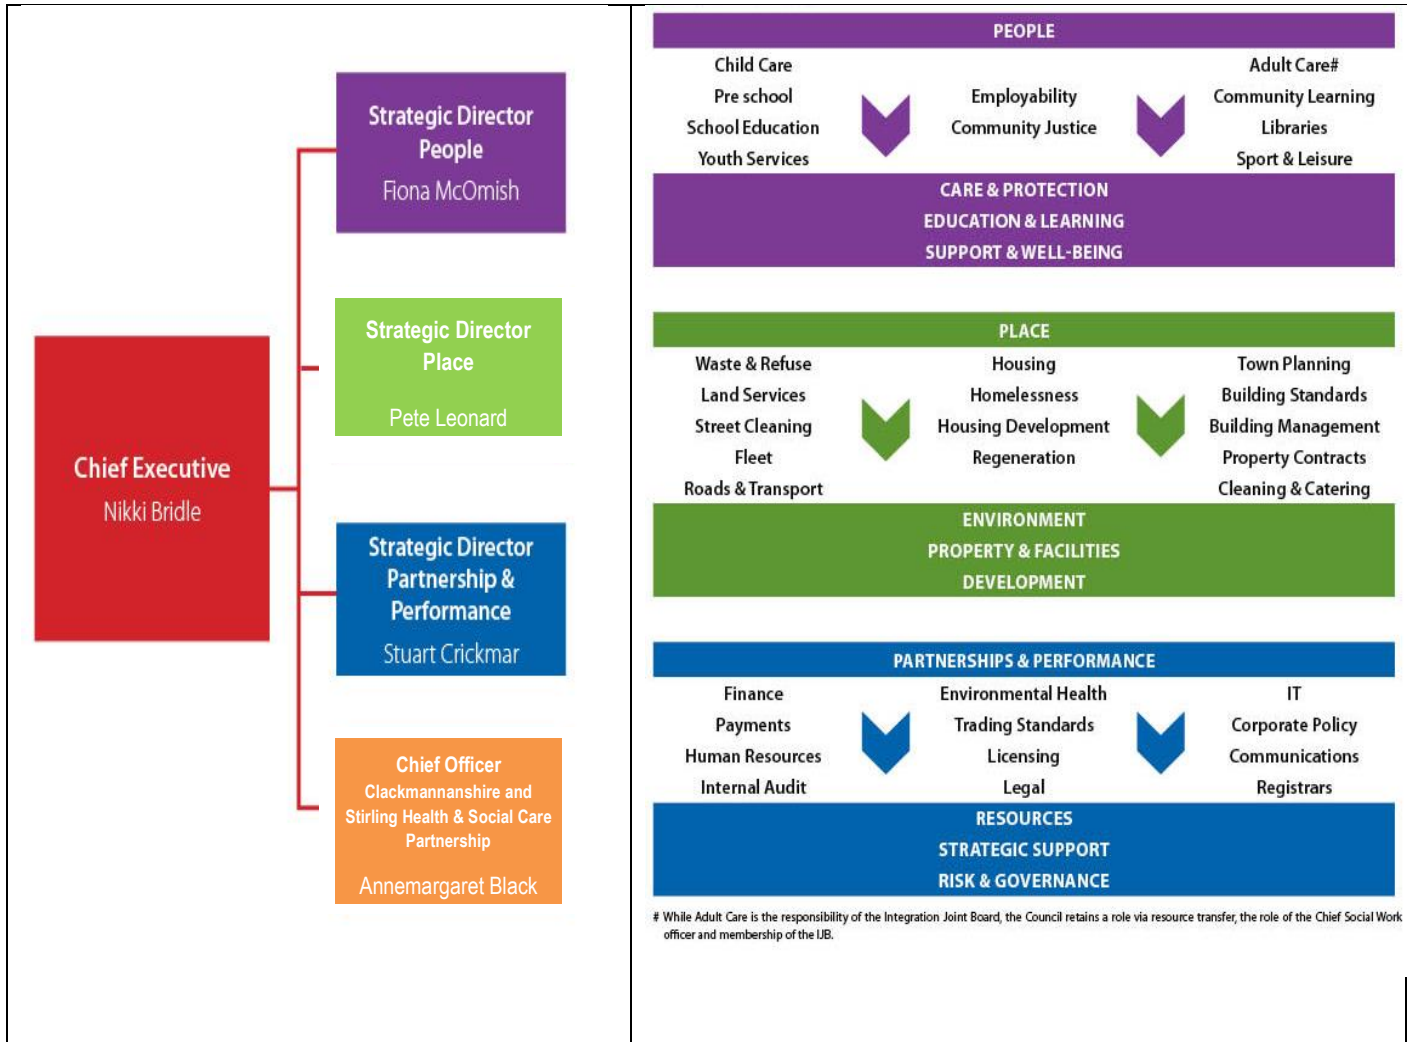 Chief Executive
Nikki Bridle
Strategic Director
People
Fiona McOmish
Strategic Director
Place
Pete Leonard
Strategic Director
Partnership &
Performance
Stuart Crickmar
Chief Officer
Clackmannanshire and
Stirling Health & Social Care
Partnership
Annemargaret Black
PEOPLE
Child Care
Pre school
School Education
Youth Services
Employability
Community Justice
Adult Care#
Community Learning
Libraries
Sport & Leisure
CARE & PROTECTION
EDUCATION & LEARNING
SUPPORT & WELL-BEING
PLACE
Waste & Refuse
Land Services
Street Cleaning
Fleet
Roads & Transport
Housing
Homelessness
Housing Development
Regeneration
Town Planning
Building Standards
Building Management
Property Contracts
Cleaning & Catering
ENVIRONMENT
PROPERTY & FACILITIES
DEVELOPMENT
PARTNERSHIPS & PERFORMANCE
Finance
Payments
Human Resources
Internal Audit
Environmental Health
Trading Standards
Licensing
Legal
IT
Corporate Policy
Communications
Registrars
RESOURCES
STRATEGIC SUPPORT
RISK & GOVERNANCE
# While Adult Care is the responsibility of the Integration Joint Board, the Council retains a role via resource transfer, the role of the Chief Social Work
officer and membership of the IJB.